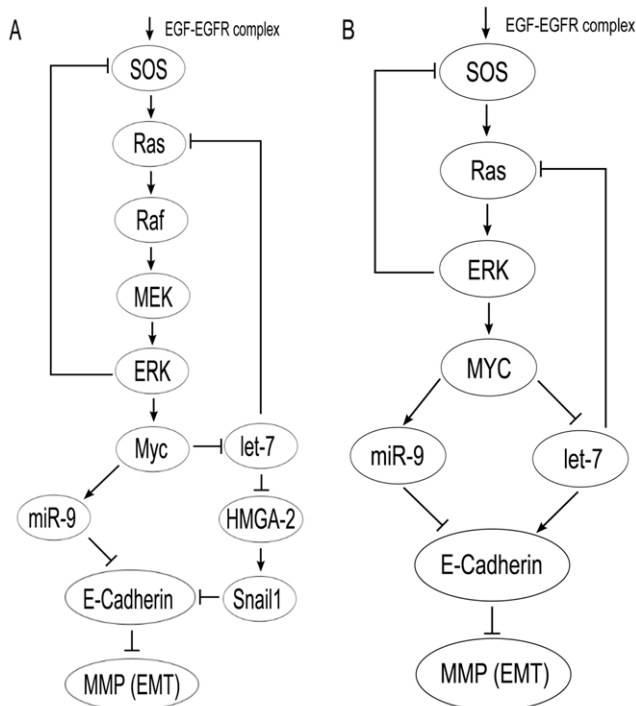 A
EGF-EGFR complex
SOS
Ras
Raf
MEK
ERK
Myc
let-7
miR-9
HMGA-2
E-Cadherin
Snail1
MMP (EMT)
B
EGF-EGFR complex
SOS
Ras
ERK
MYC
miR-9
let-7
E-Cadherin
MMP (EMT)